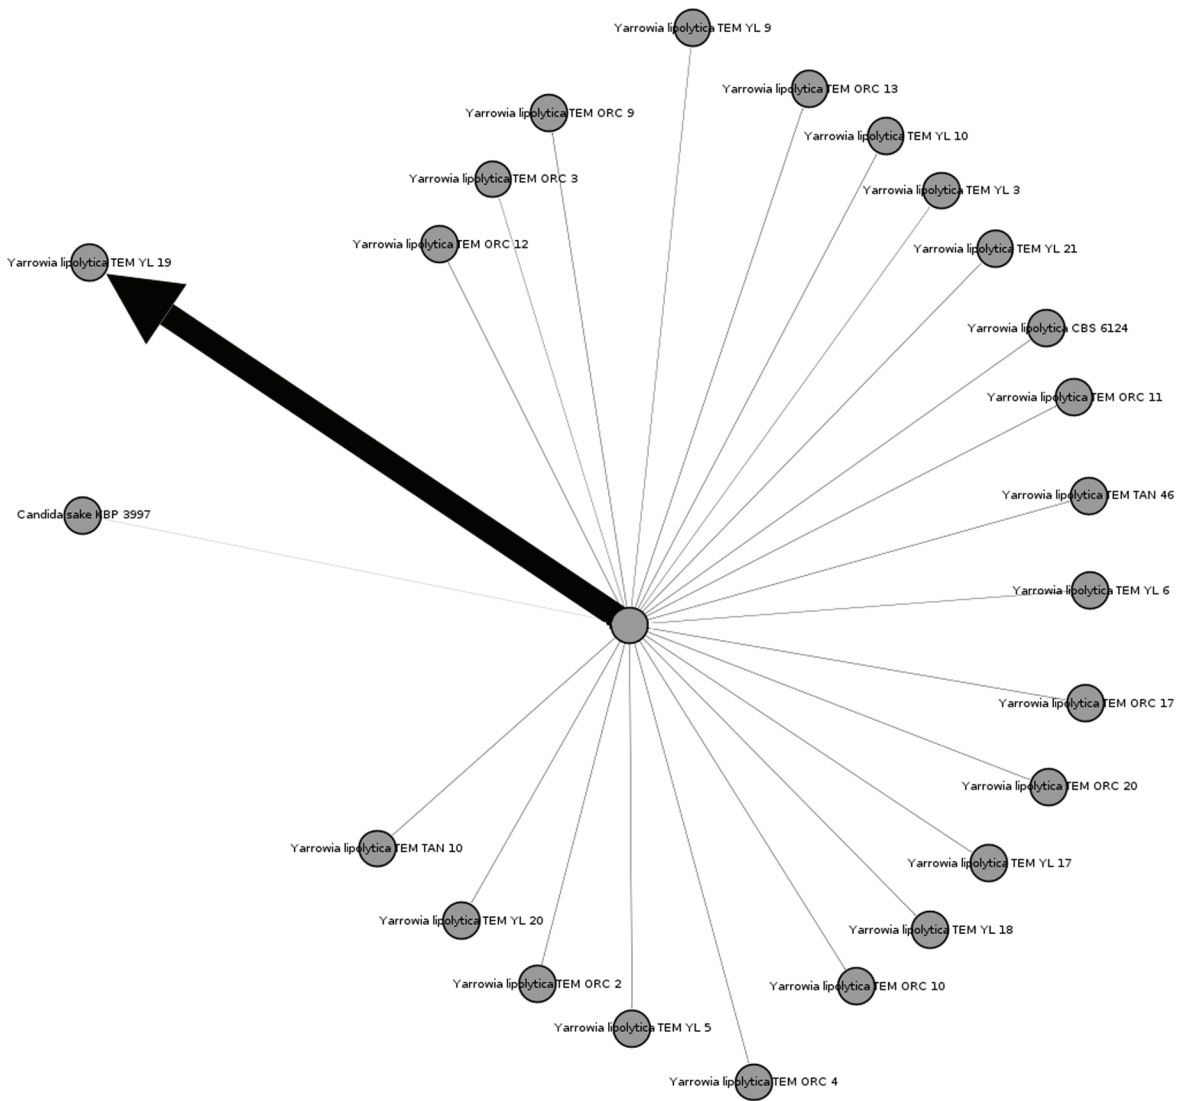 Yarrowia lipolytica TEM YL 9
Yarrowia lipolytica TEM ORC 13
Yarrowia lipolytica TEM ORC 9
Yarrowia lipolytica TEM YL 10
Yarrowia lipolytica TEM ORC 3
Yarrowia lipolytica TEM YL 3
Yarrowia lipolytica TEM ORC 12
Yarrowia lipolytica TEM YL 21
Yarrowia lipolytica TEM YL 19
Yarrowia lipolytica CBS 6124
Yarrowia lipolytica TEM ORC 11
Yarrowia lipolytica TEM TAN 46
Candida sake KBP 3997
Yarrowia lipolytica TEM YL 6
Yarrowia lipolytica TEM ORC 17
Yarrowia lipolytica TEM ORC 20
Yarrowia lipolytica TEM TAN 10
Yarrowia lipolytica TEM YL 17
Yarrowia lipolytica TEM YL 20
Yarrowia lipolytica TEM YL 18
Yarrowia lipolytica TEM ORC 2
Yarrowia lipolytica TEM ORC 10
Yarrowia lipolytica TEM YL 5
Yarrowia lipolytica TEM ORC 4